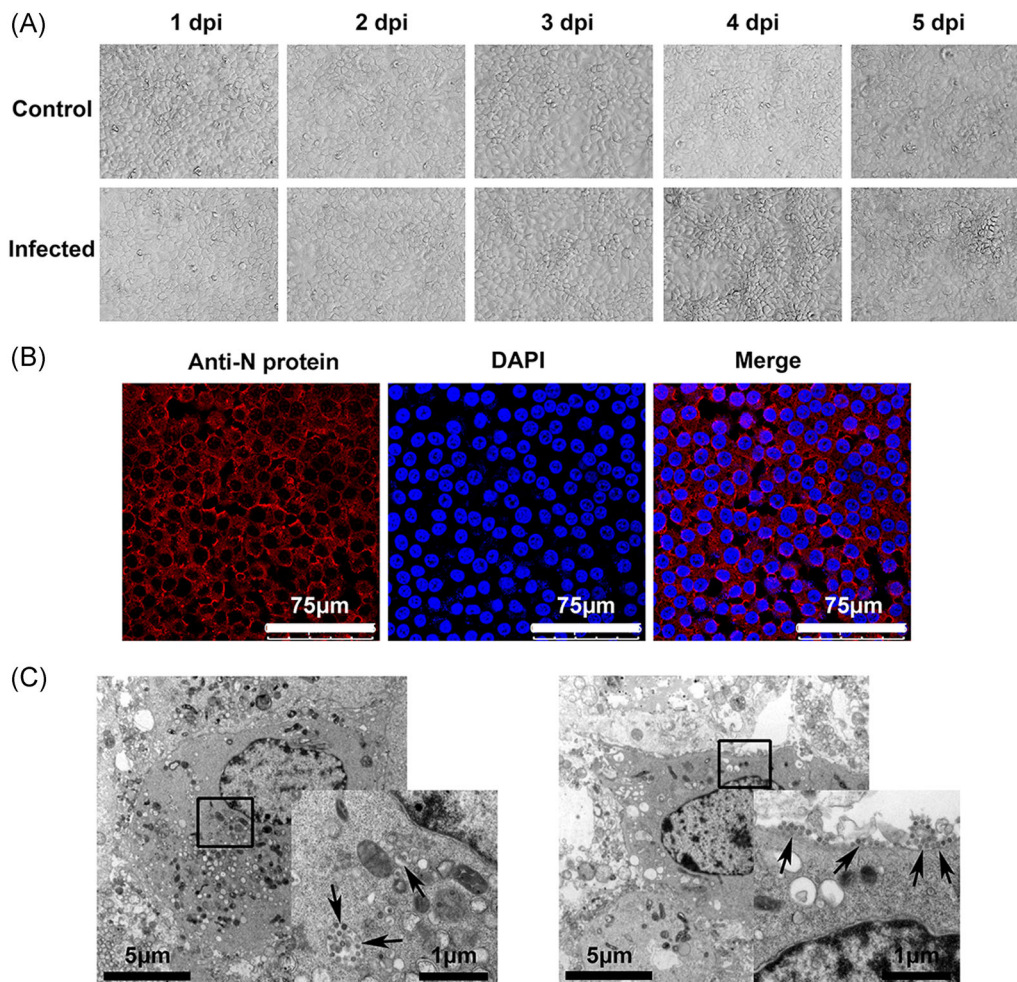 (A)
1 dpi 2 dpi 3 dpi 4 dpi 5 dpi
Control
Infected
(B)
Anti-N protein DAPI Merge
75μm 75μm 75μm
(C)
5μm 1μm 5μm 1μm